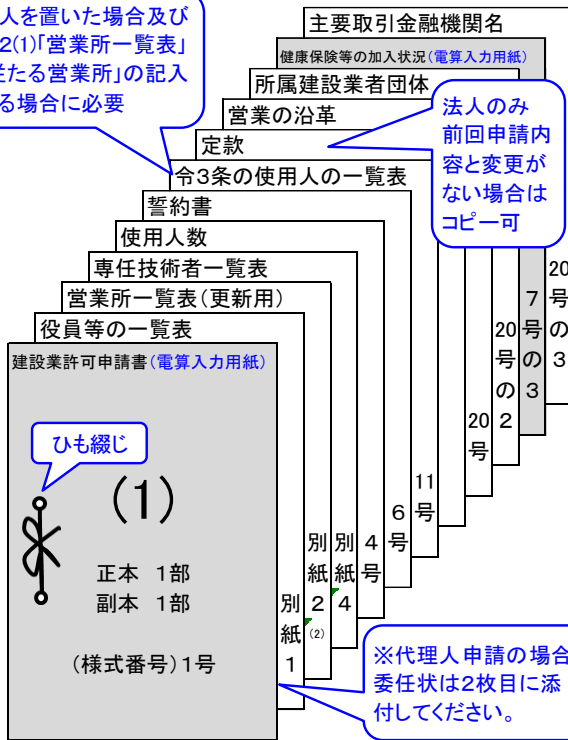 人を置いた場合及び
2(1)「営業所一覧表」
従たる営業所」の記入
る場合に必要
主要取引金融機関名
健康保険等の加入状況(電算入力用紙)
所属建設業者団体
営業の沿革
定款
令3条の使用人の一覧表
誓約書
使用人数
専任技術者一覧表
営業所一覧表(更新用)
役員等の一覧表
建設業許可申請書(電算入力用紙)
法人のみ
前回申請内
容と変更が
ない場合は
コピー可
ひも綴じ
(1)
正本 1部
副本 1部
(様式番号)1号
別紙1
別紙2(2)
別紙4
4号
6号
11号
20号
20号の2
7号の3
20号の3
※代理人申請の場合
委任状は2枚目に添
付してください。